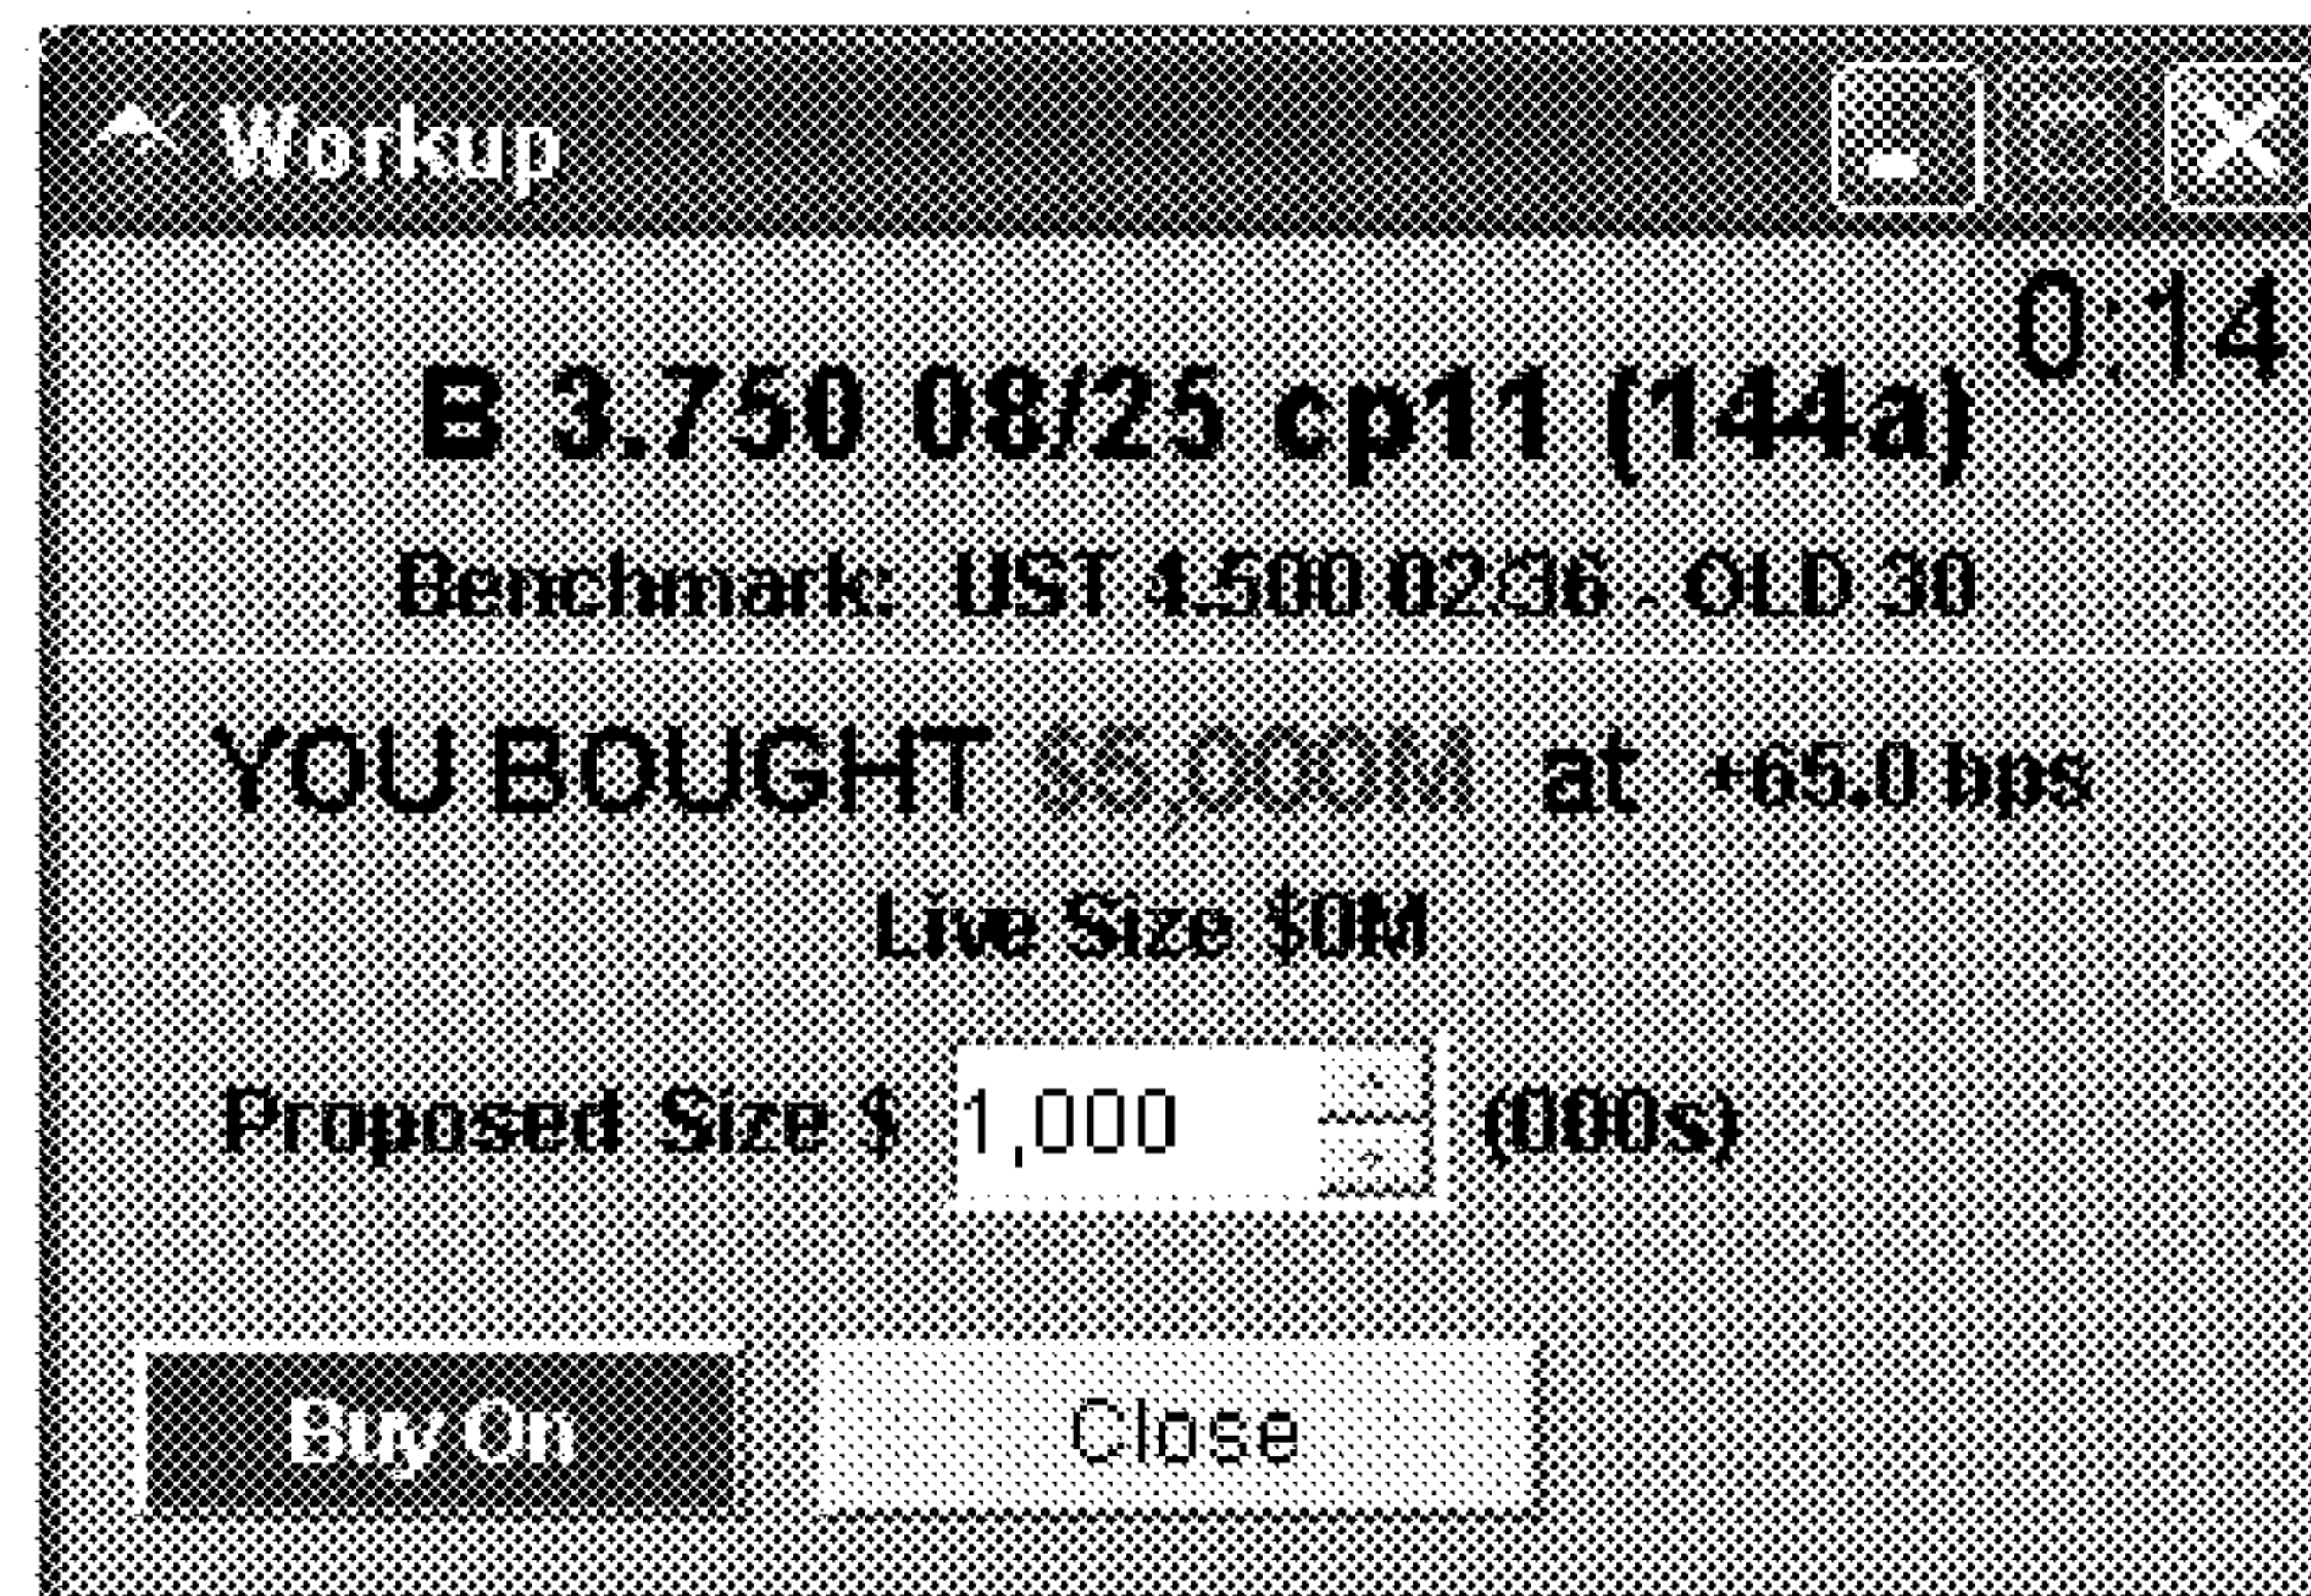 Workup
0:14
B 3.750 08/25 cp11 (144a)
Benchmark: UST 4.500 02/36 - OLD 30
YOU BOUGHT $5,000M at +65.0 bps
Live Size $0M
Proposed Size $ 1,000 (000s)
Buy On Close